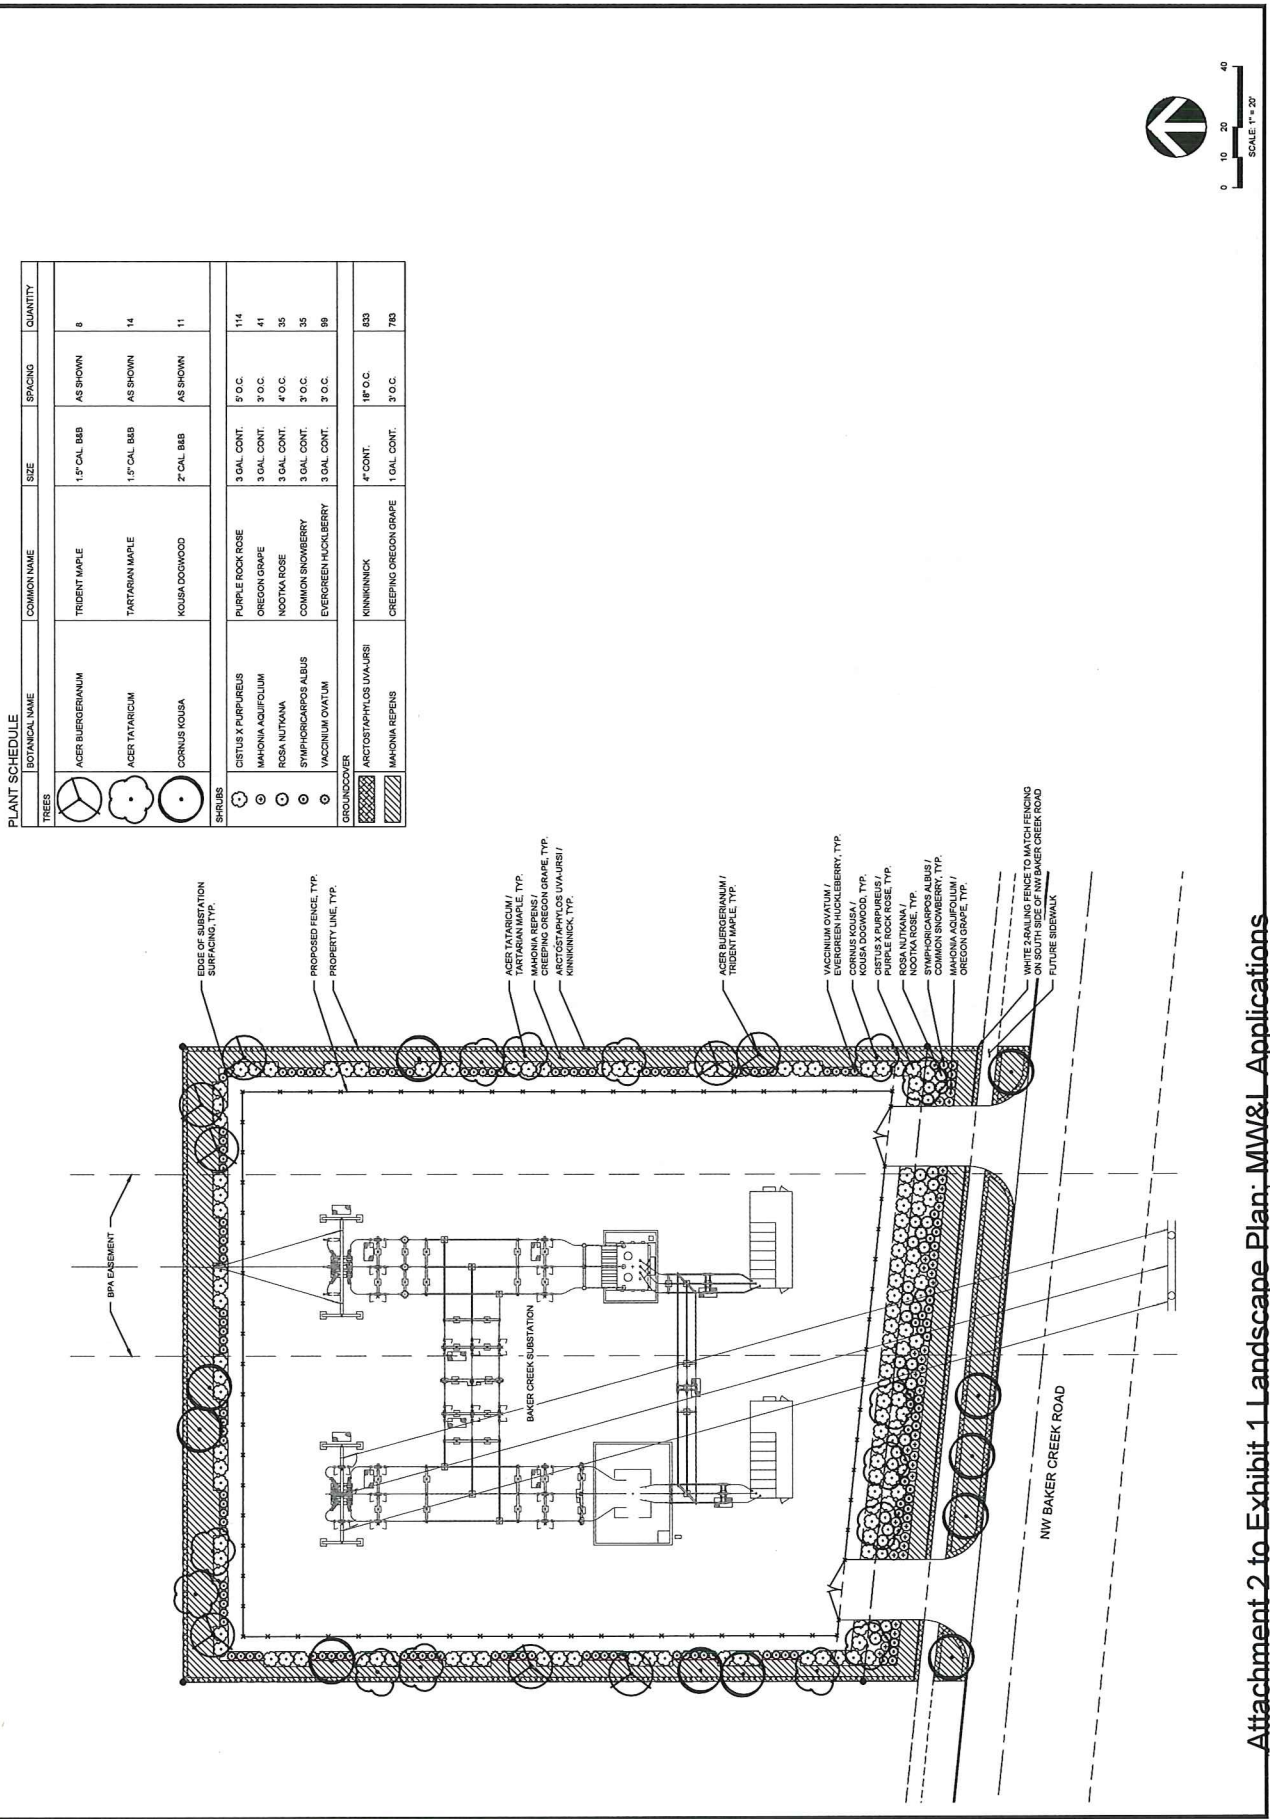 PLANT SCHEDULE
BOTANICAL NAME COMMON NAME SIZE SPACING QUANTITY
TREES
ACER BUERGERIANUM TRIDENT MAPLE 1.5" CAL. B&B AS SHOWN 8
ACER TATARICUM TARTARIAN MAPLE 1.5" CAL. B&B AS SHOWN 14
CORNUS KOUSA KOUSA DOGWOOD 2" CAL. B&B AS SHOWN 11
SHRUBS
CISTUS X PURPUREUS PURPLE ROCK ROSE 3 GAL. CONT. 5' O.C. 114
MAHONIA AQUIFOLIUM OREGON GRAPE 3 GAL. CONT. 3' O.C. 41
ROSA NUTKANA NOOTKA ROSE 3 GAL. CONT. 4' O.C. 35
SYMPHORICARPOS ALBUS COMMON SNOWBERRY 3 GAL. CONT. 3' O.C. 35
VACCINIUM OVATUM EVERGREEN HUCKLBERRY 3 GAL. CONT. 3' O.C. 99
GROUNDCOVER
ARCTOSTAPHYLOS UVA-URSI KINNIKINNICK 4" CONT. 18" O.C. 833
MAHONIA REPENS CREEPING OREGON GRAPE 1 GAL. CONT. 3' O.C. 783
EDGE OF SUBSTATION
SURFACING, TYP.
PROPOSED FENCE, TYP.
PROPERTY LINE, TYP.
ACER TATARICUM /
TARTARIAN MAPLE, TYP.
MAHONIA REPENS /
CREEPING OREGON GRAPE, TYP.
ARCTOSTAPHYLOS UVA-URSI /
KINNIKINNICK, TYP.
ACER BUERGERIANUM /
TRIDENT MAPLE, TYP.
VACCINIUM OVATUM /
EVERGREEN HUCKLEBERRY, TYP.
CORNUS KOUSA /
KOUSA DOGWOOD, TYP.
CISTUS X PURPUREUS /
PURPLE ROCK ROSE, TYP.
ROSA NUTKANA /
NOOTKA ROSE, TYP.
SYMPHORICARPOS ALBUS /
COMMON SNOWBERRY, TYP.
MAHONIA AQUIFOLIUM /
OREGON GRAPE, TYP.
WHITE 2-RAILING FENCE TO MATCH FENCING
ON SOUTH SIDE OF NW BAKER CREEK ROAD
FUTURE SIDEWALK
BPA EASEMENT
BAKER CREEK SUBSTATION
NW BAKER CREEK ROAD
0 10 20 40
SCALE: 1" = 20'
Attachment 2 to Exhibit 1 Landscape Plan: MW&L Applications